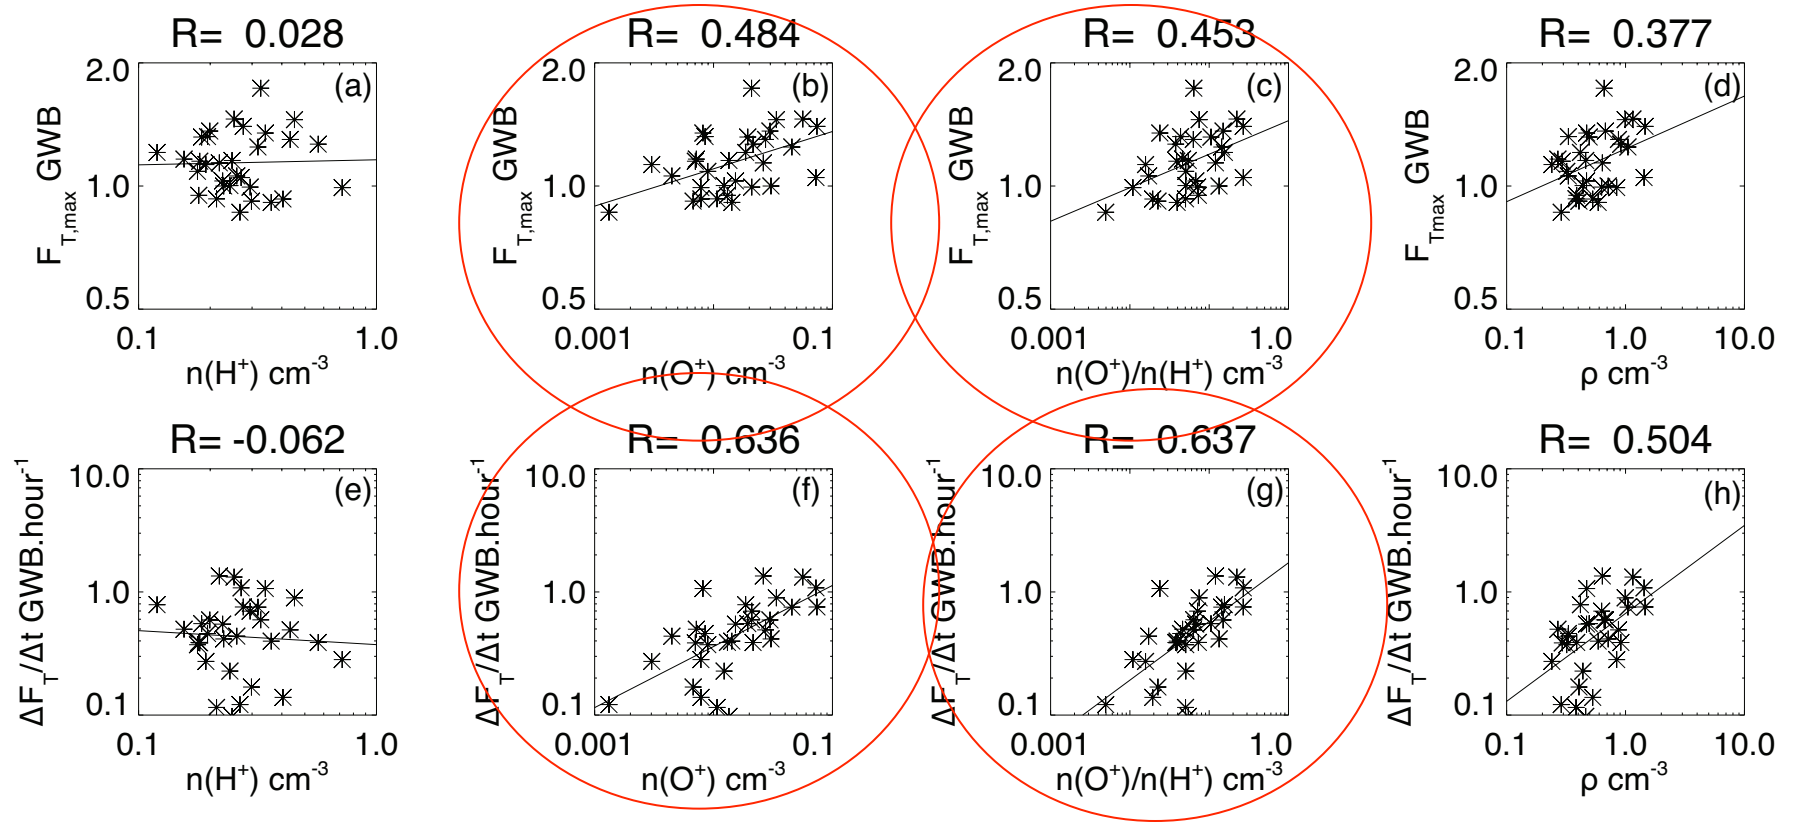 R= 0.028
R= 0.484
R= 0.453
R= 0.377
2.0
1.0
0.5
(a)
F T,max GWB
0.1
1.0
n(H⁺) cm⁻³
2.0
1.0
0.5
(b)
F T,max GWB
0.001
0.1
n(O⁺) cm⁻³
2.0
1.0
0.5
(c)
F T,max GWB
0.001
1.0
n(O⁺)/n(H⁺) cm⁻³
2.0
1.0
0.5
(d)
F Tmax GWB
0.1
1.0
10.0
ρ cm⁻³
R= -0.062
R= 0.636
R= 0.637
R= 0.504
10.0
1.0
0.1
(e)
ΔF T/Δt GWB.hour⁻¹
0.1
1.0
n(H⁺) cm⁻³
10.0
1.0
0.1
(f)
ΔF T/Δt GWB.hour⁻¹
0.001
0.1
n(O⁺) cm⁻³
10.0
1.0
0.1
(g)
ΔF T/Δt GWB.hour⁻¹
0.001
1.0
n(O⁺)/n(H⁺) cm⁻³
10.0
1.0
0.1
(h)
ΔF T/Δt GWB.hour⁻¹
0.1
1.0
10.0
ρ cm⁻³